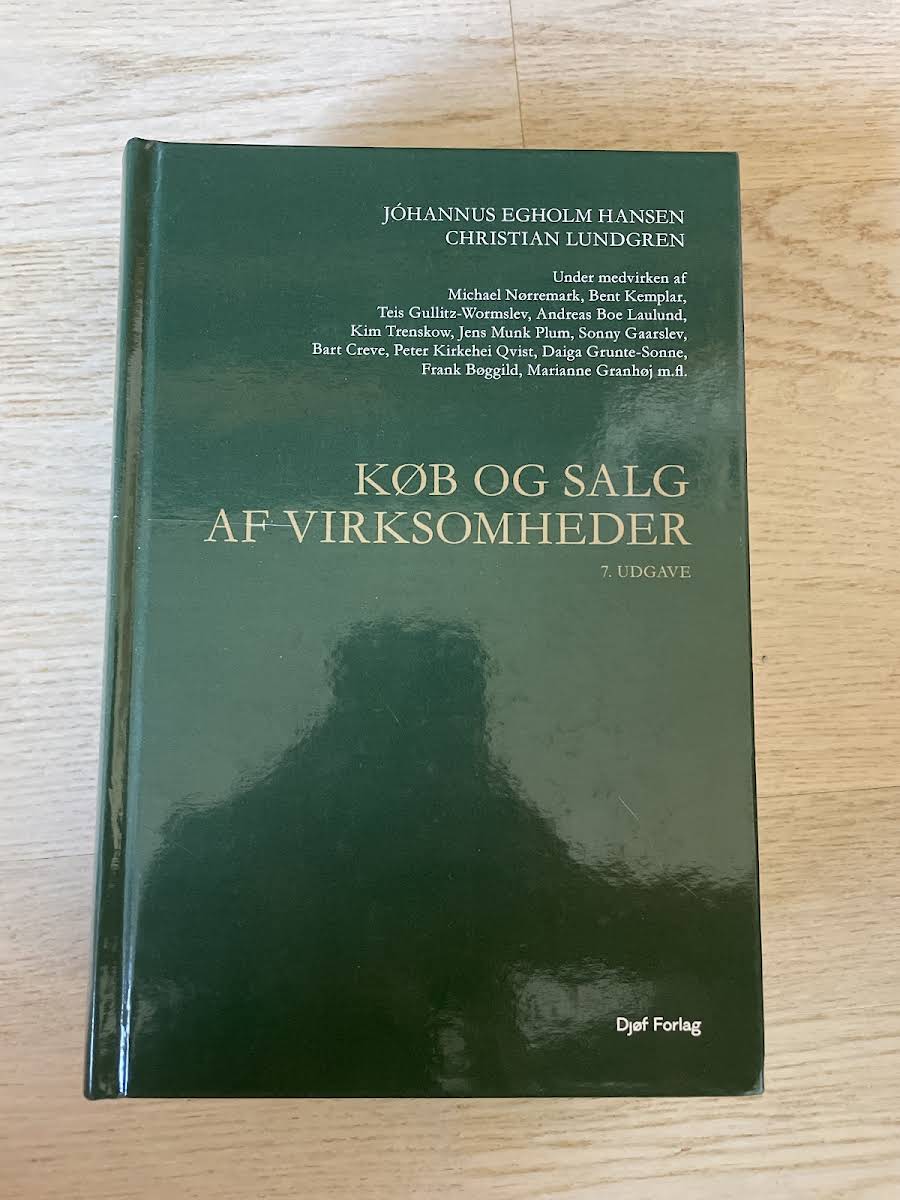 JÓHANNUS EGHOLM HANSEN
CHRISTIAN LUNDGREN
Under medvirken af
Michael Nørremark, Bent Kemplar,
Teis Gullitz-Wormslev, Andreas Boe Laulund,
Kim Trenskow, Jens Munk Plum, Sonny Gaarslev,
Bart Creve, Peter Kirkehei Qvist, Daiga Grunte-Sonne,
Frank Bøggild, Marianne Granhøj m.fl.
KØB OG SALG
AF VIRKSOMHEDER
7. UDGAVE
Djøf Forlag